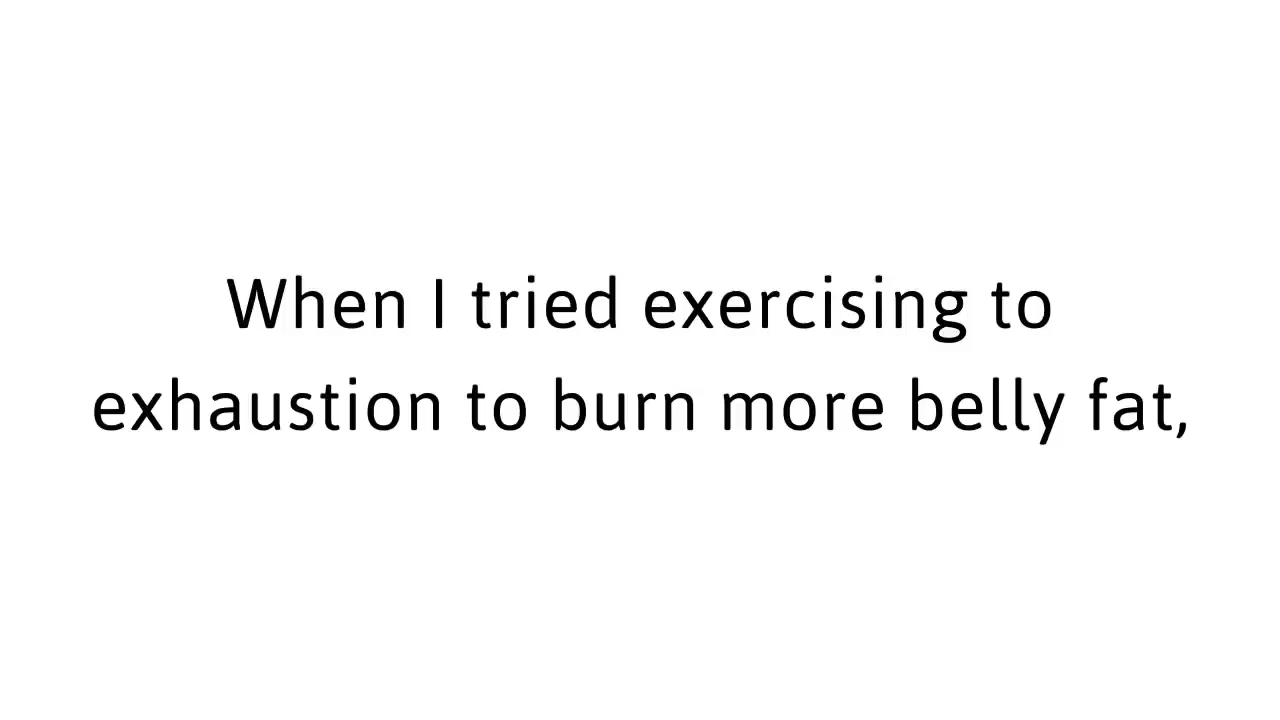 When I tried exercising to
exhaustion to burn more belly fat,